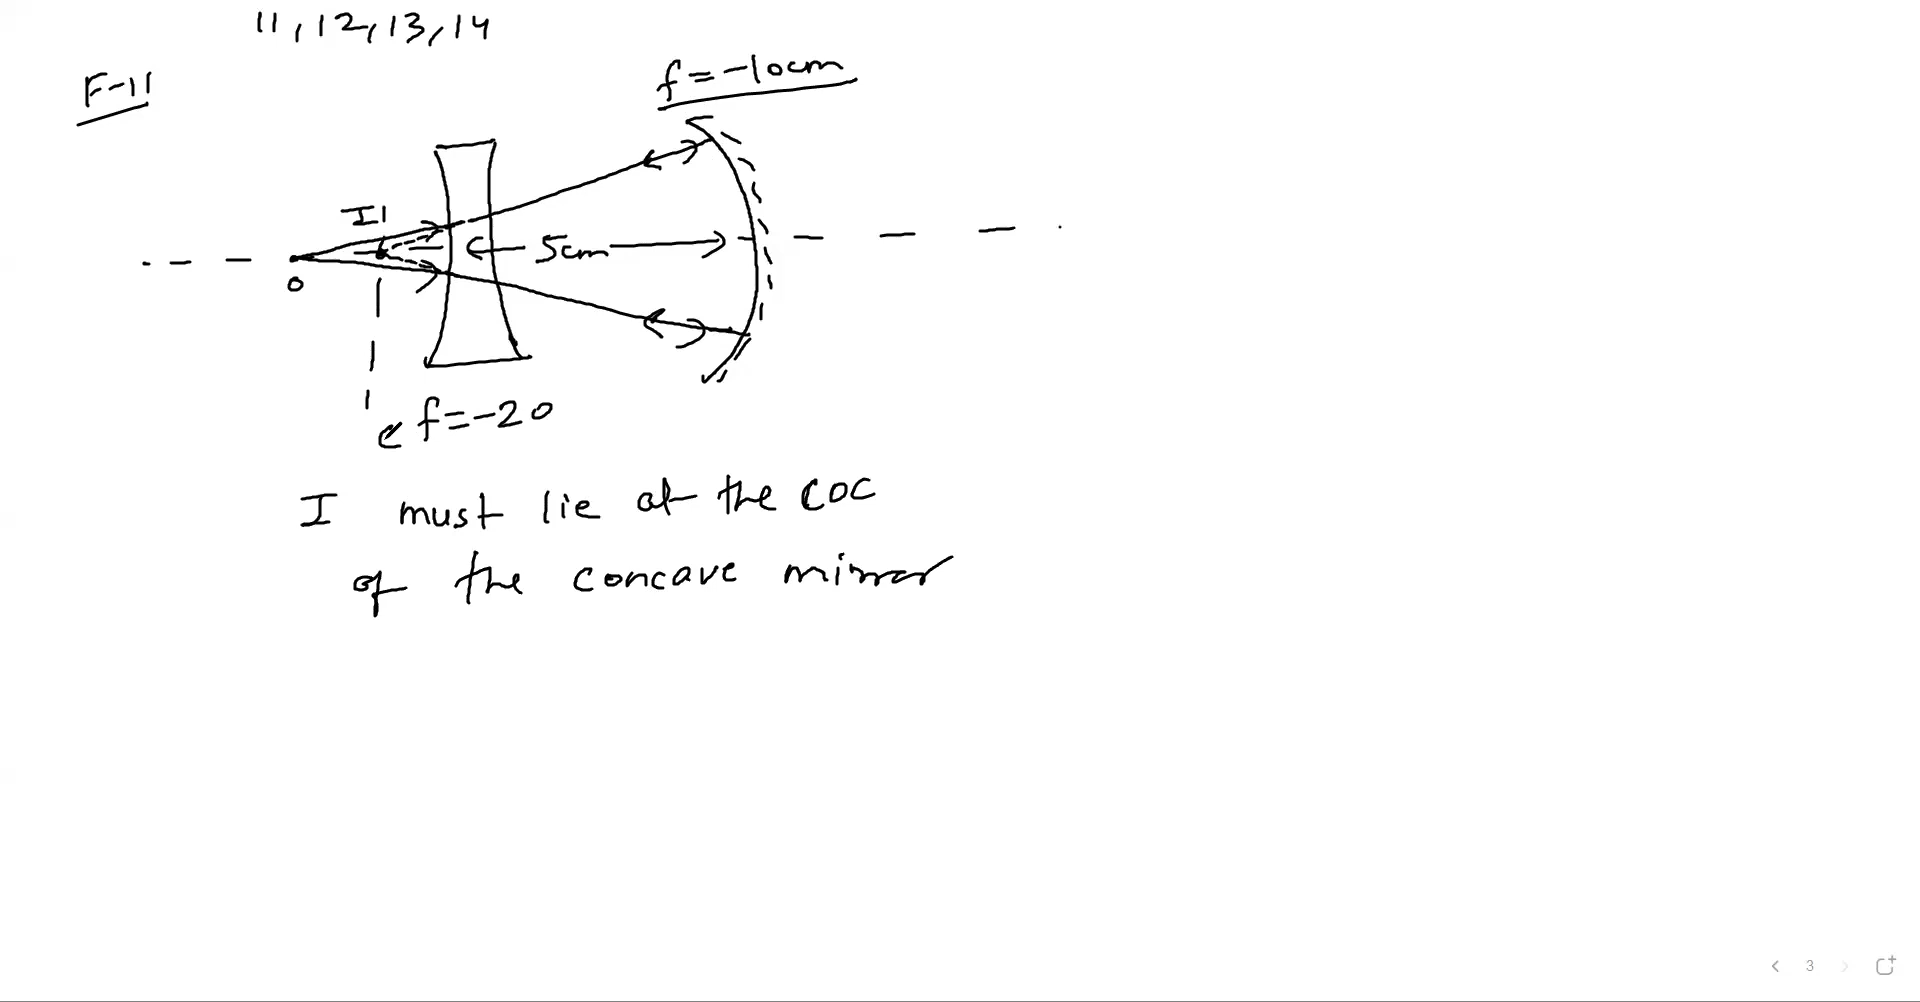 11, 12, 13, 14
F-11
f = -10cm
I1
5cm
O
f = -20
I must lie at the COC
of the concave mirror
3